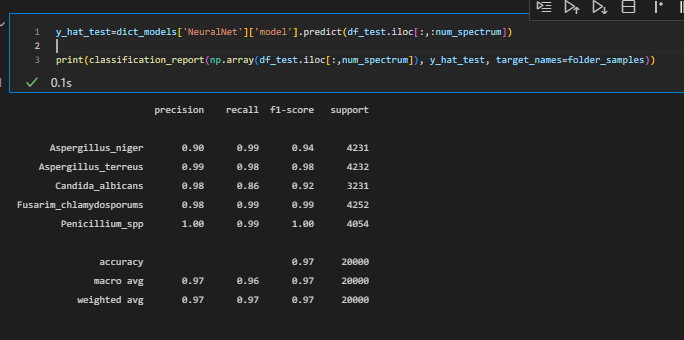 1 y_hat_test=dict_models['NeuralNet']['model'].predict(df_test.iloc[:,:num_spectrum])
2
3 print(classification_report(np.array(df_test.iloc[:,num_spectrum]), y_hat_test, target_names=folder_samples))
0.1s
precision recall f1-score support
Aspergillus_niger 0.90 0.99 0.94 4231
Aspergillus_terreus 0.99 0.98 0.98 4232
Candida_albicans 0.98 0.86 0.92 3231
Fusarim_chlamydosporums 0.98 0.99 0.99 4252
Penicillium_spp 1.00 0.99 1.00 4054
accuracy 0.97 20000
macro avg 0.97 0.96 0.97 20000
weighted avg 0.97 0.97 0.97 20000